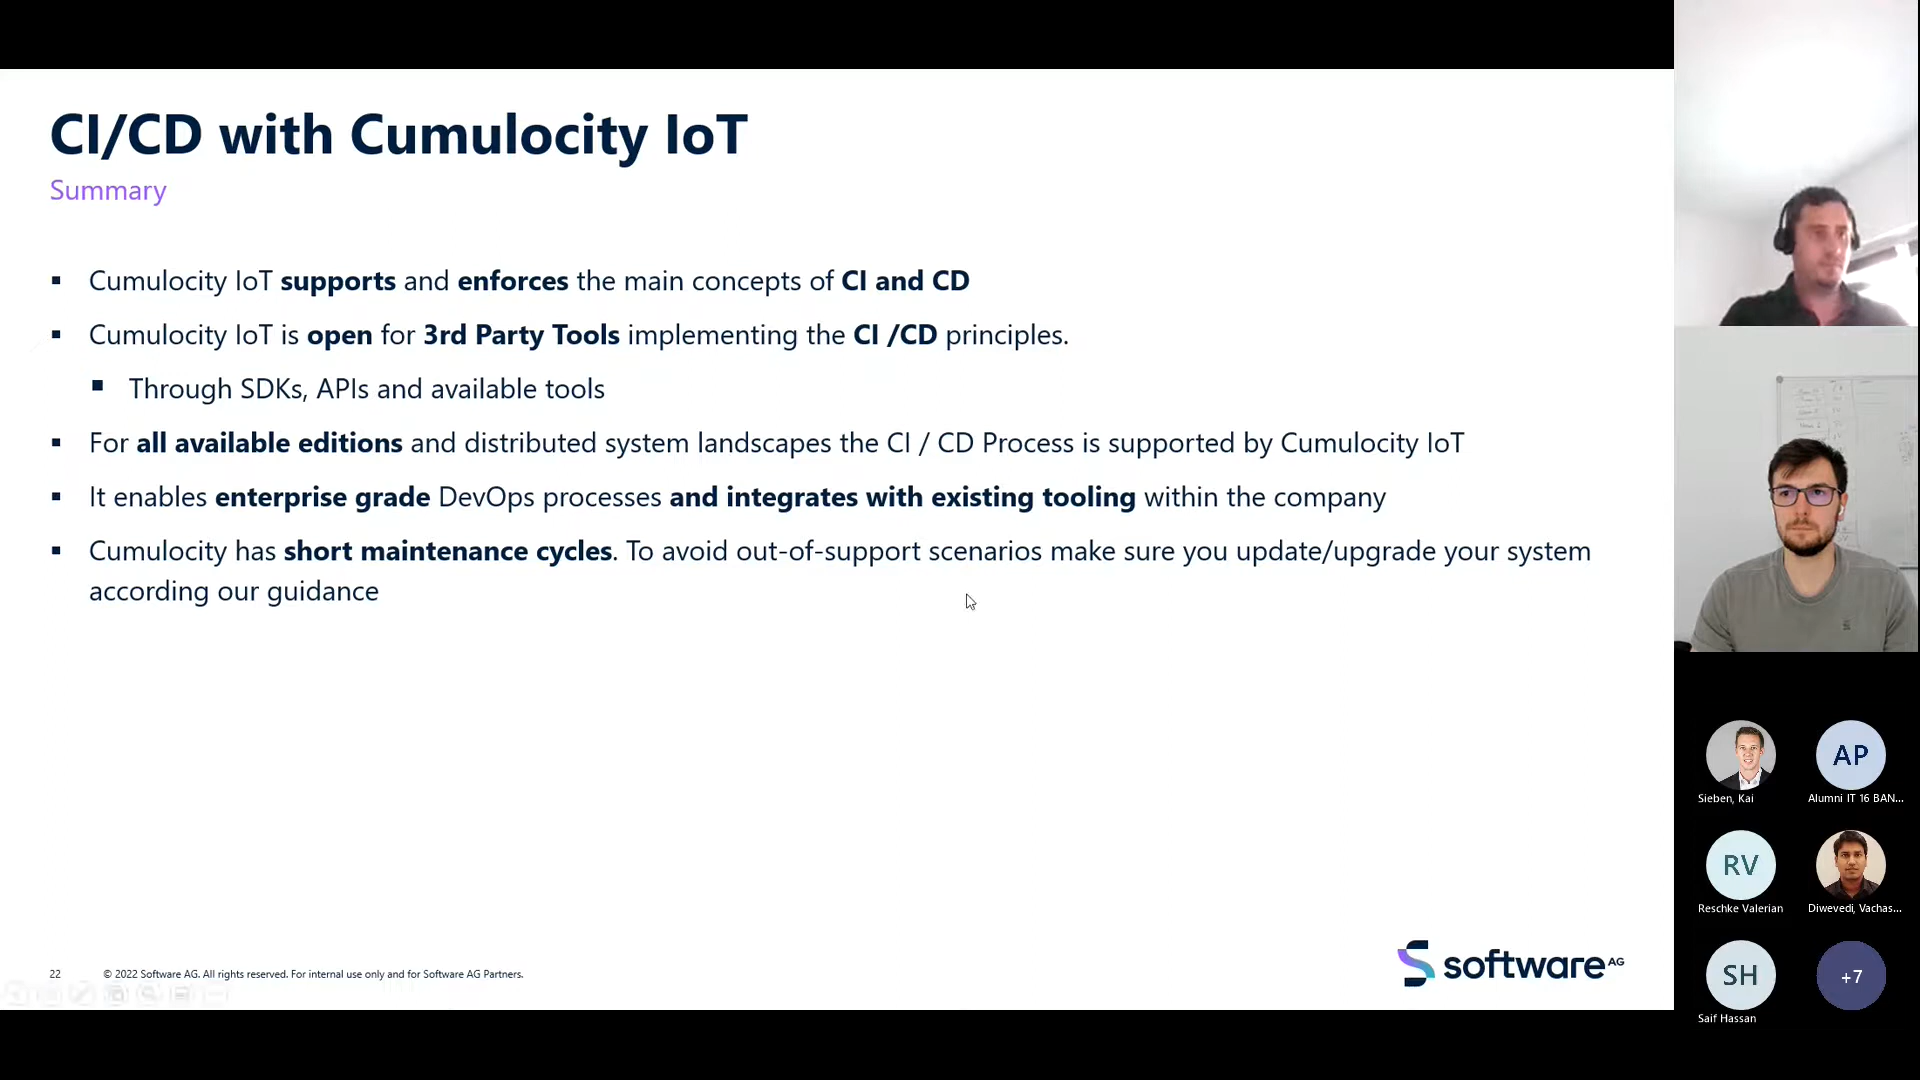 CI/CD with Cumulocity IoT
Summary
▪ Cumulocity IoT supports and enforces the main concepts of CI and CD
▪ Cumulocity IoT is open for 3rd Party Tools implementing the CI /CD principles.
▪ Through SDKs, APIs and available tools
▪ For all available editions and distributed system landscapes the CI / CD Process is supported by Cumulocity IoT
▪ It enables enterprise grade DevOps processes and integrates with existing tooling within the company
▪ Cumulocity has short maintenance cycles. To avoid out-of-support scenarios make sure you update/upgrade your system
according our guidance
22 © 2022 Software AG. All rights reserved. For internal use only and for Software AG Partners.
software AG
AP
Sieben, Kai
Alumni IT 16 BAN...
RV
Reschke Valerian
Diwevedi, Vachas...
SH
+7
Saif Hassan